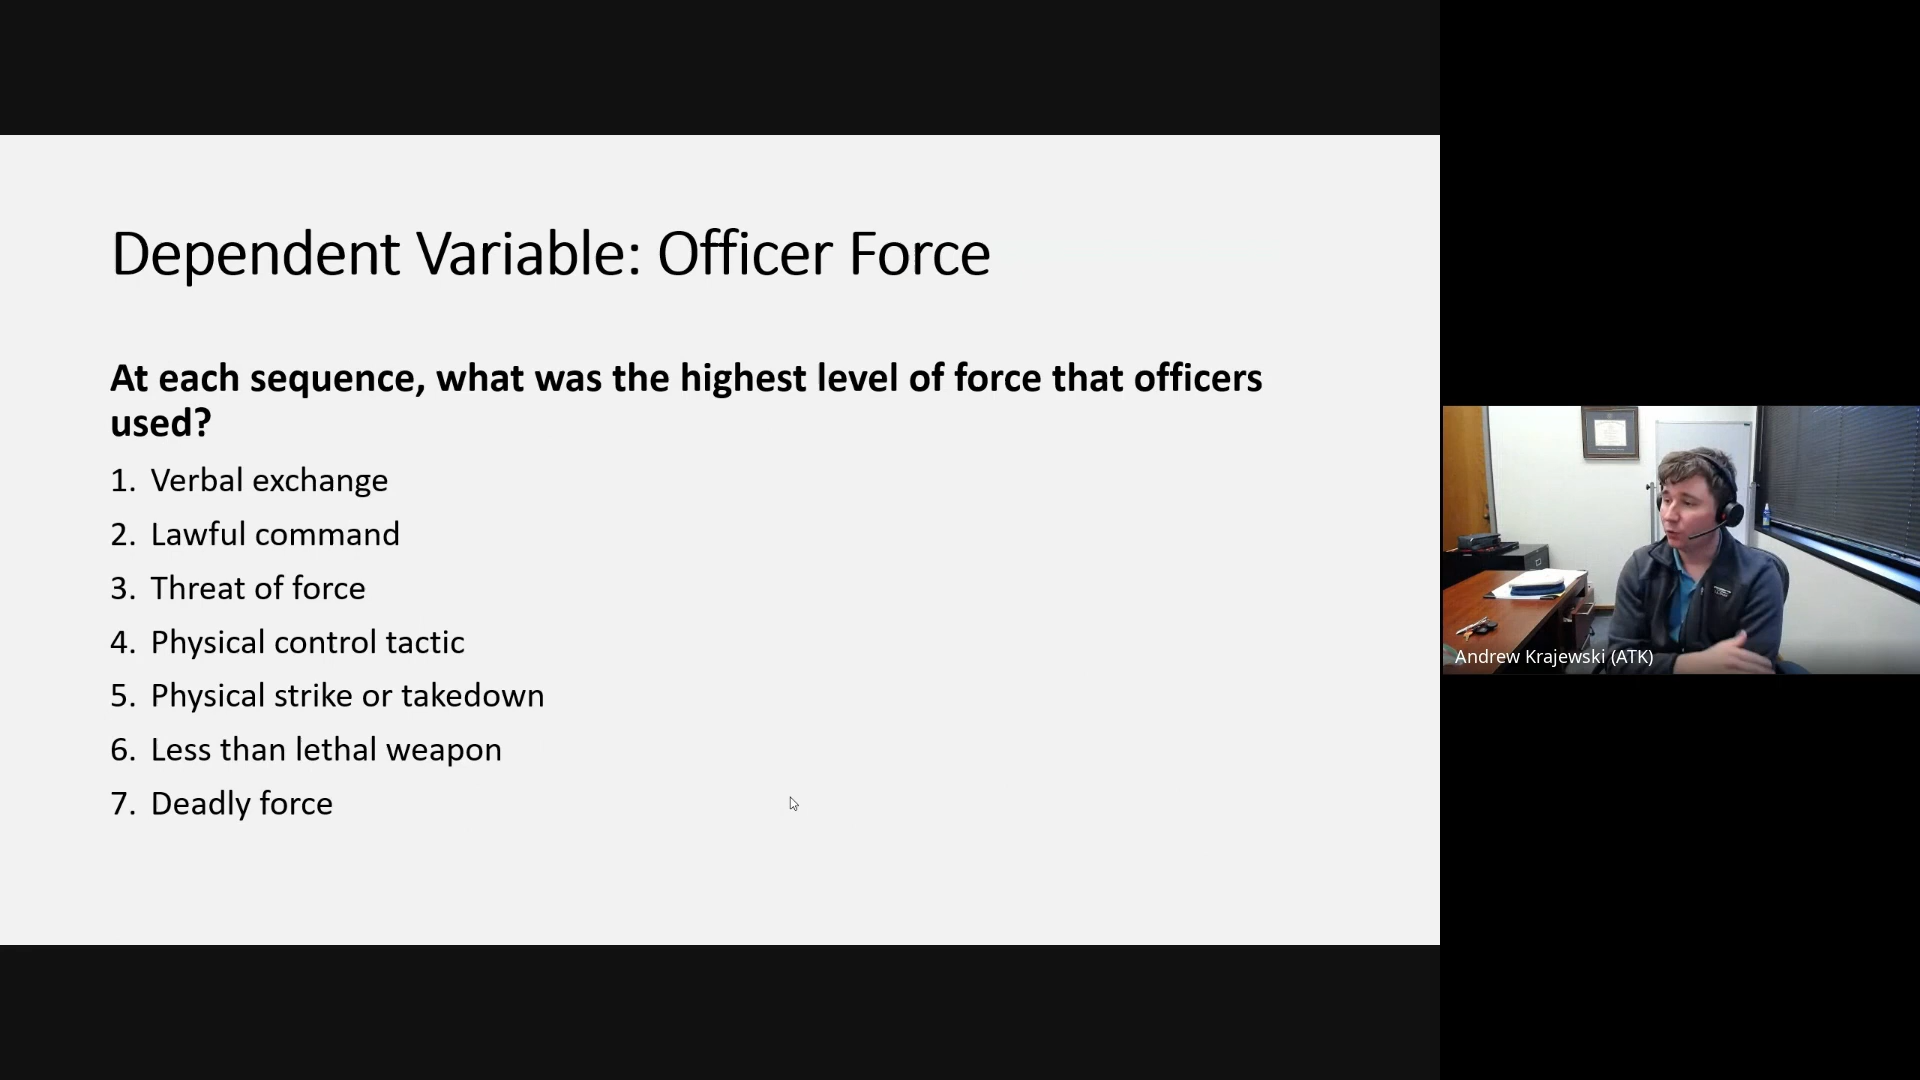 Dependent Variable: Officer Force
At each sequence, what was the highest level of force that officers
used?
1. Verbal exchange
2. Lawful command
3. Threat of force
4. Physical control tactic
5. Physical strike or takedown
6. Less than lethal weapon
7. Deadly force
Andrew Krajewski (ATK)